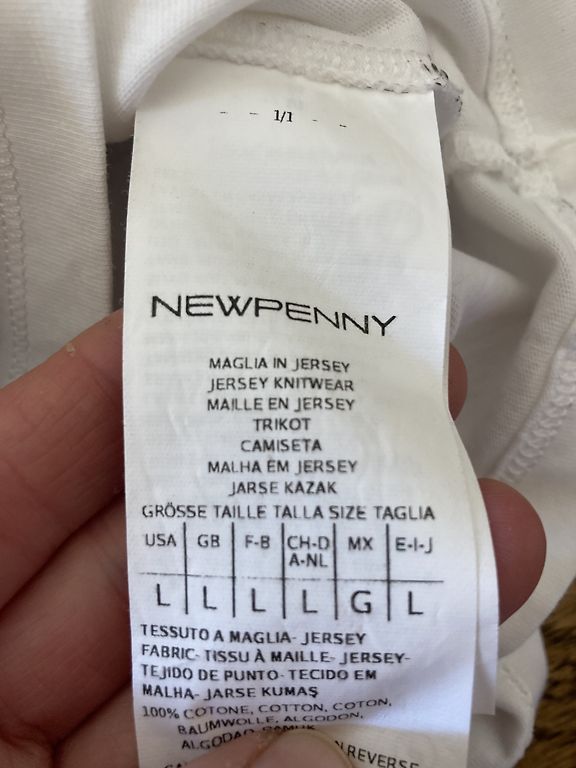 - - 1/1 - -
NEWPENNY
MAGLIA IN JERSEY
JERSEY KNITWEAR
MAILLE EN JERSEY
TRIKOT
CAMISETA
MALHA EM JERSEY
JARSE KAZAK
GRÖSSE TAILLE TALLA SIZE TAGLIA
USA GB F-B CH-D A-NL MX E-I-J
L L L L G L
TESSUTO A MAGLIA- JERSEY
FABRIC- TISSU À MAILLE- JERSEY-
TEJIDO DE PUNTO- TECIDO EM
MALHA- JARSE KUMAŞ
100% COTONE, COTTON, COTON,
BAUMWOLLE, ALGODON,
ALGODAO, PAMUK
REVERSE